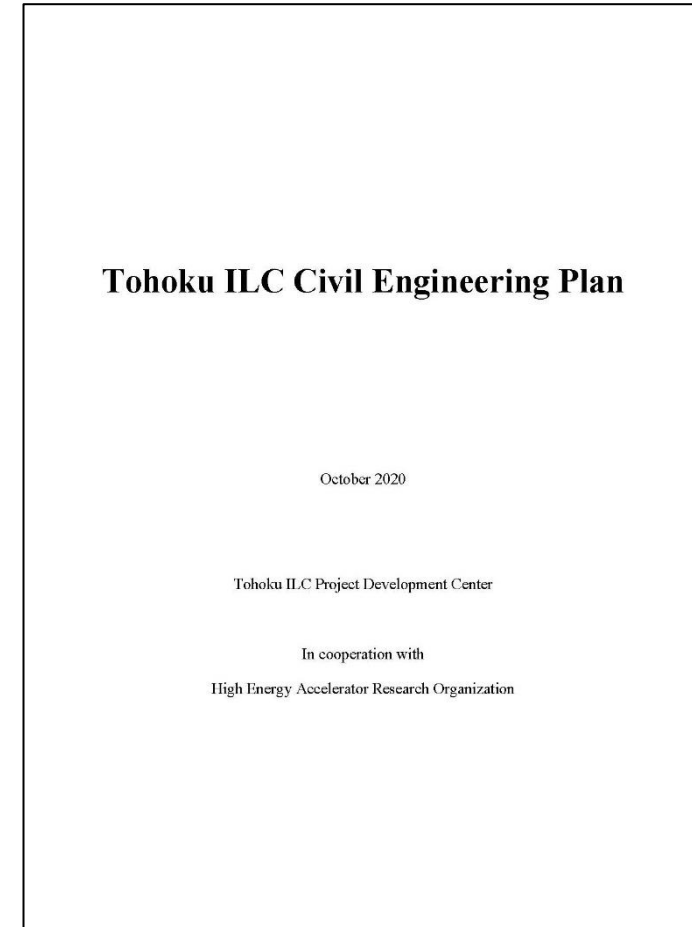 Tohoku ILC Civil Engineering Plan
October 2020
Tohoku ILC Project Development Center
In cooperation with
High Energy Accelerator Research Organization